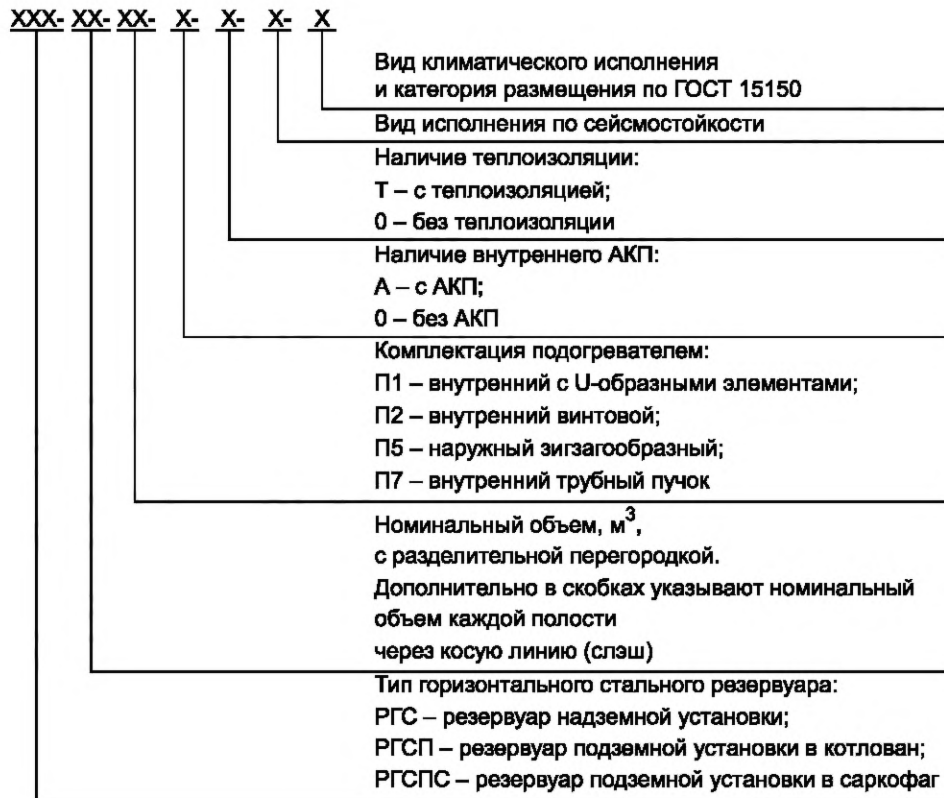 ХХХ- ХХ- ХХ- Х- Х- Х- Х
Вид климатического исполнения
и категория размещения по ГОСТ 15150
Вид исполнения по сейсмостойкости
Наличие теплоизоляции:
Т – с теплоизоляцией;
0 – без теплоизоляции
Наличие внутреннего АКП:
А – с АКП;
0 – без АКП
Комплектация подогревателем:
П1 – внутренний с U-образными элементами;
П2 – внутренний винтовой;
П5 – наружный зигзагообразный;
П7 – внутренний трубный пучок
Номинальный объем, м³,
с разделительной перегородкой.
Дополнительно в скобках указывают номинальный
объем каждой полости
через косую линию (слэш)
Тип горизонтального стального резервуара:
РГС – резервуар надземной установки;
РГСП – резервуар подземной установки в котлован;
РГСПС – резервуар подземной установки в саркофаг